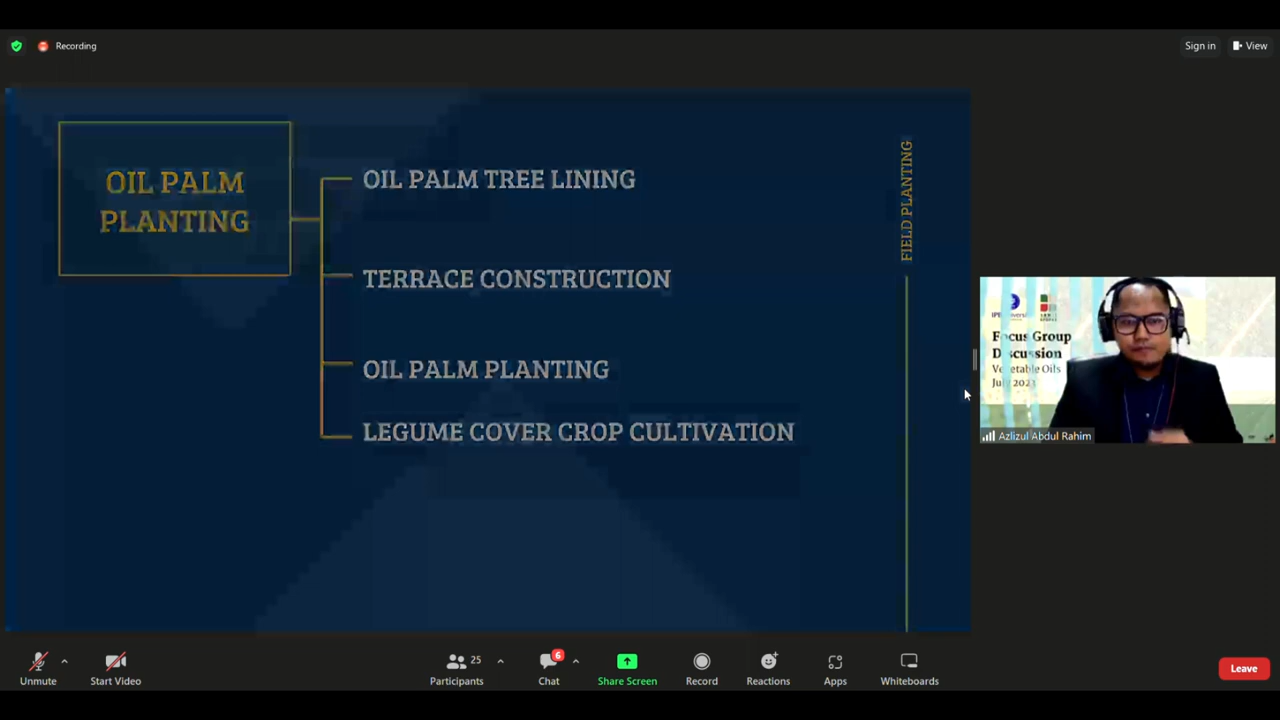 Recording
Sign in
View
OIL PALM
PLANTING
OIL PALM TREE LINING
TERRACE CONSTRUCTION
OIL PALM PLANTING
LEGUME COVER CROP CULTIVATION
FIELD PLANTING
Focus Group
Discussion
Vegetable Oils
July 2023
Azlizul Abdul Rahim
Unmute
Start Video
25
Participants
6
Chat
Share Screen
Record
Reactions
Apps
Whiteboards
Leave